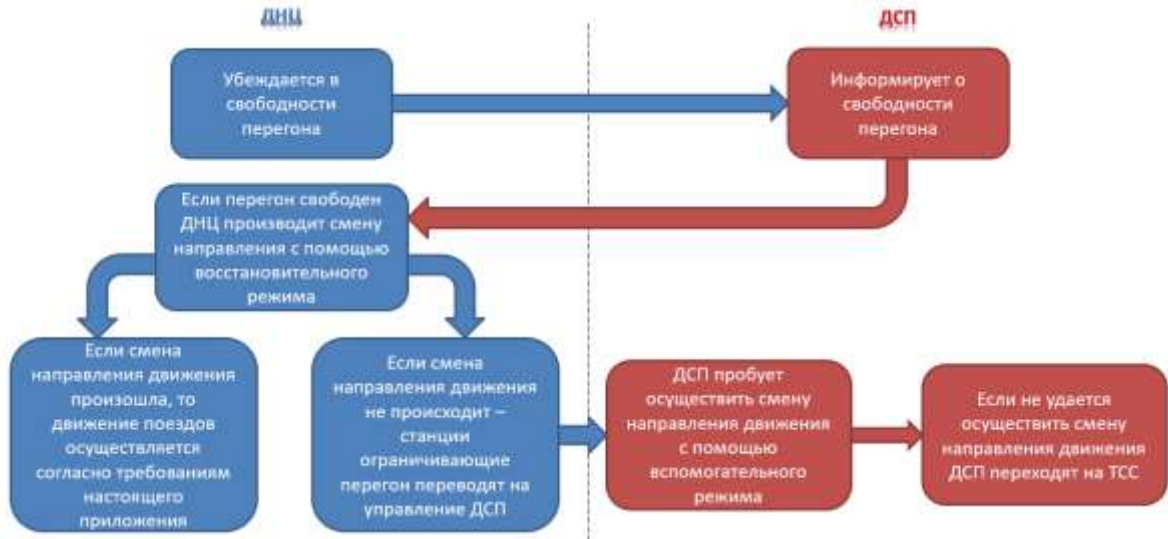 ДНЦ
ДСП
Убеждается в
свободности
перегона
Информирует о
свободности
перегона
Если перегон свободен
ДНЦ производит смену
направления с помощью
восстановительного
режима
Если смена
направления движения
произошла, то
движение поездов
осуществляется
согласно требованиям
настоящего
приложения
Если смена
направления движения
не происходит –
станции
ограничивающие
перегон переводят на
управление ДСП
ДСП пробует
осуществить смену
направления движения
с помощью
вспомогательного
режима
Если не удается
осуществить смену
направления движения
ДСП переходят на ТСС